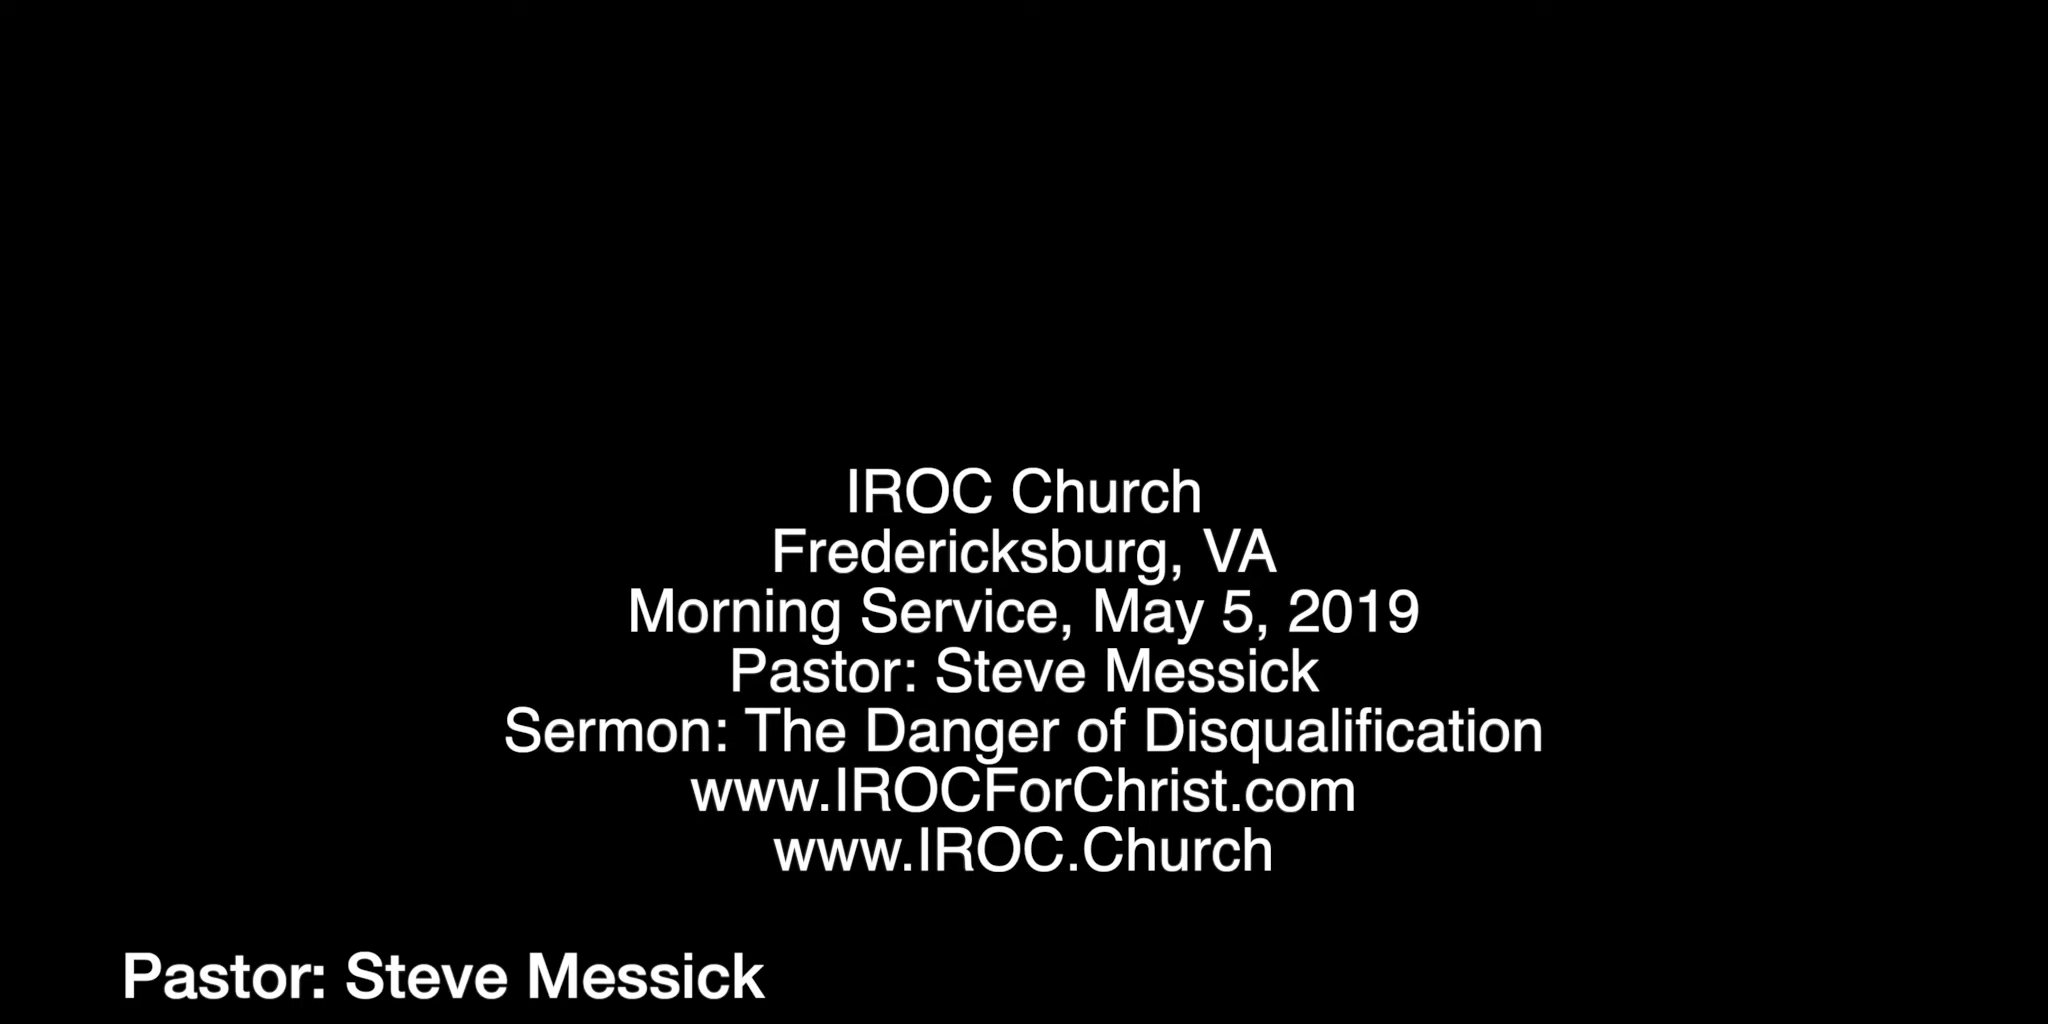 IROC Church
Fredericksburg, VA
Morning Service, May 5, 2019
Pastor: Steve Messick
Sermon: The Danger of Disqualification
www.IROCForChrist.com
www.IROC.Church
Pastor: Steve Messick